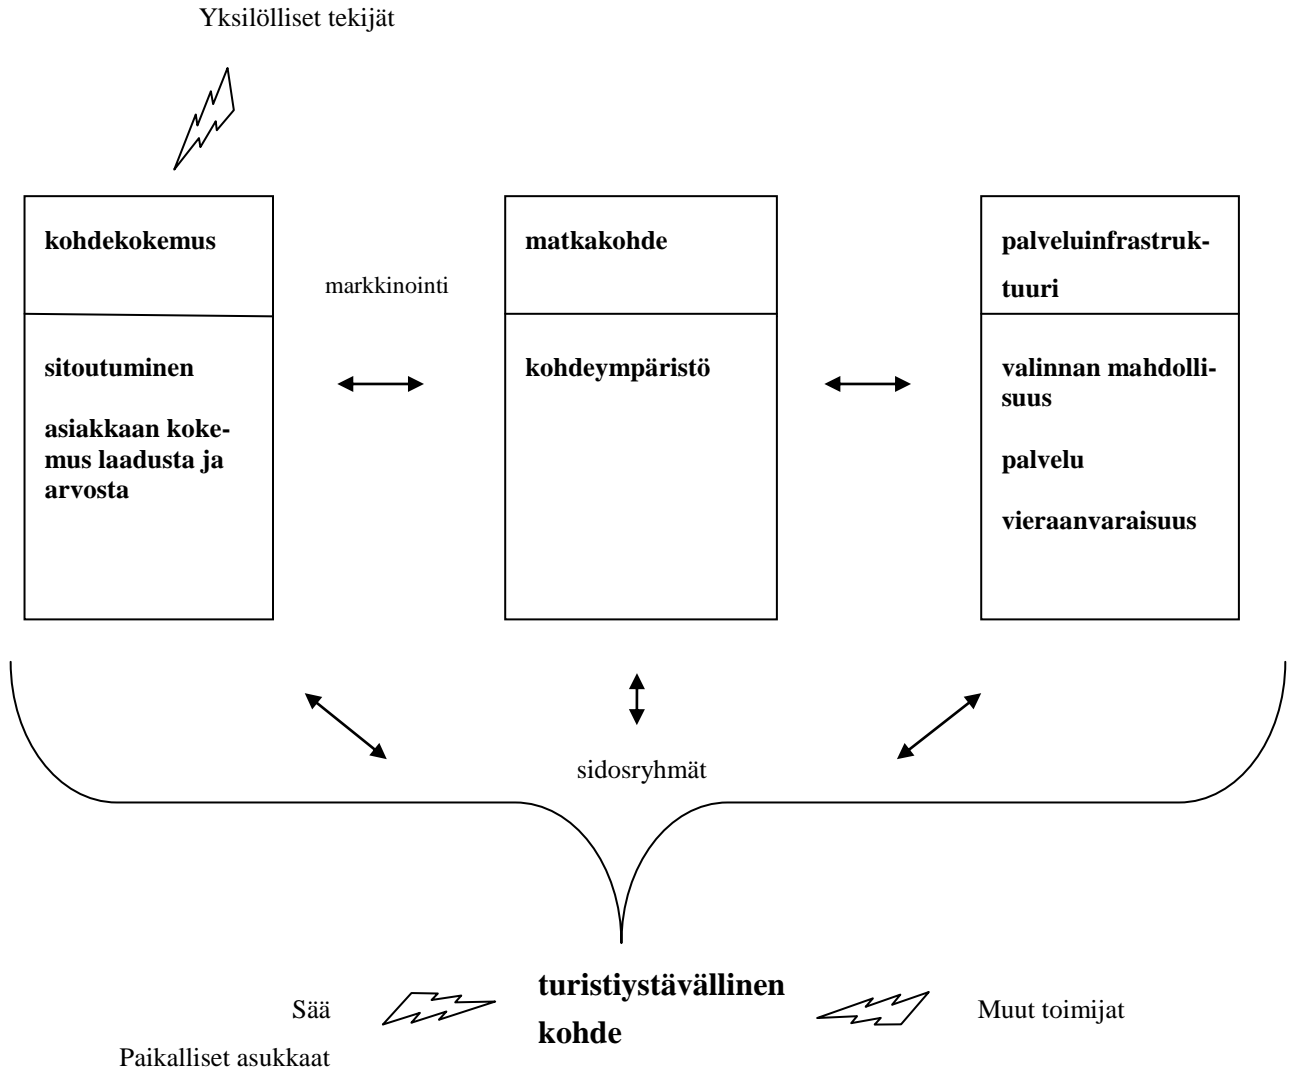 Yksilölliset tekijät
kohdekokemus
matkakohde
palveluinfrastruk-
tuuri
markkinointi
sitoutuminen
asiakkaan koke-
mus laadusta ja
arvosta
kohdeympäristö
valinnan mahdolli-
suus
palvelu
vieraanvaraisuus
sidosryhmät
turistiystävällinen
kohde
Sää
Paikalliset asukkaat
Muut toimijat